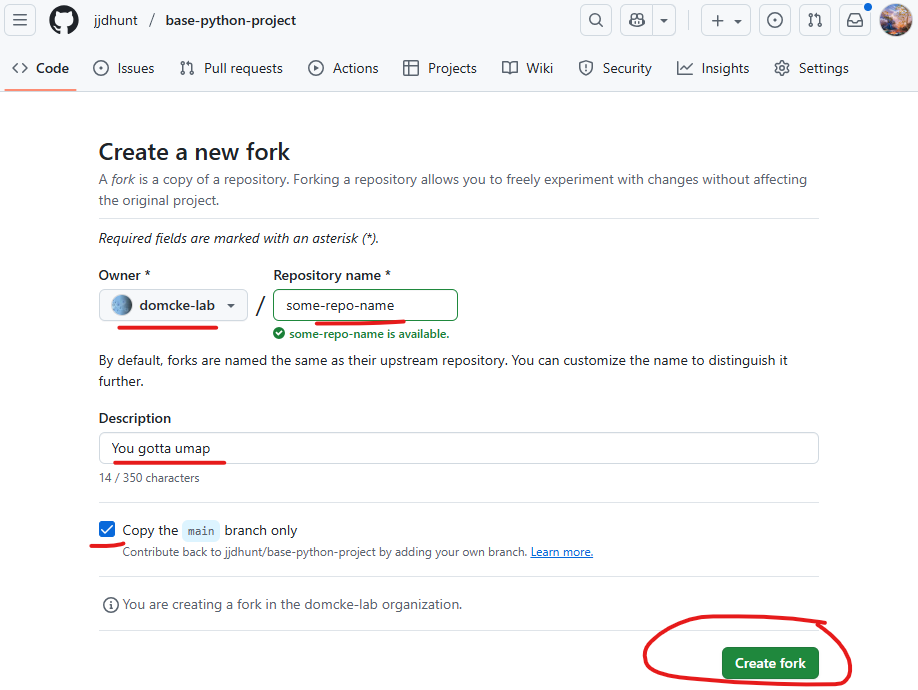 jjdhunt / base-python-project
Code Issues Pull requests Actions Projects Wiki Security Insights Settings
Create a new fork
A fork is a copy of a repository. Forking a repository allows you to freely experiment with changes without affecting
the original project.
Required fields are marked with an asterisk (*).
Owner * Repository name *
domcke-lab / some-repo-name
some-repo-name is available.
By default, forks are named the same as their upstream repository. You can customize the name to distinguish it
further.
Description
You gotta umap
14 / 350 characters
Copy the main branch only
Contribute back to jjdhunt/base-python-project by adding your own branch. Learn more.
You are creating a fork in the domcke-lab organization.
Create fork